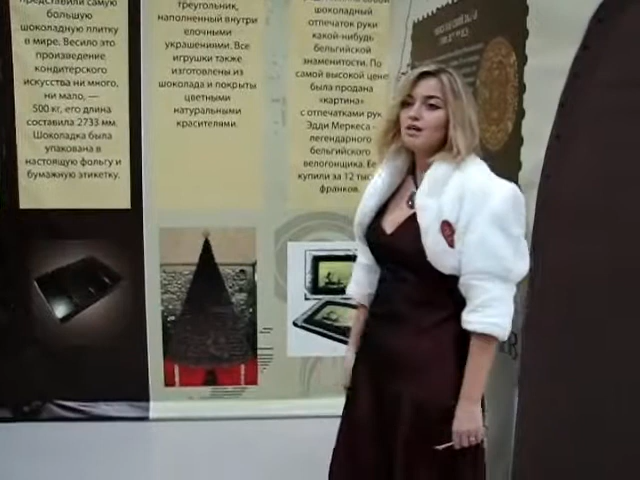 представили самую
большую
шоколадную плитку
в мире. Весило это
произведение
кондитерского
искусства ни много,
ни мало, —
500 кг, его длина
составила 2733 мм.
Шоколадка была
упакована в
настоящую фольгу и
бумажную этикетку.
треугольник,
наполненный внутри
елочными
украшениями. Все
игрушки также
изготовлены из
шоколада и покрыты
цветными
натуральными
красителями.
шоколадный
отпечаток руки
какой-нибудь
бельгийской
знаменитости. По
самой высокой цене
была продана
«картина»
с отпечатками рук
Эдди Меркеса -
легендарного
бельгийского
велогонщика. Ее
купили за 12 тыс
франков.